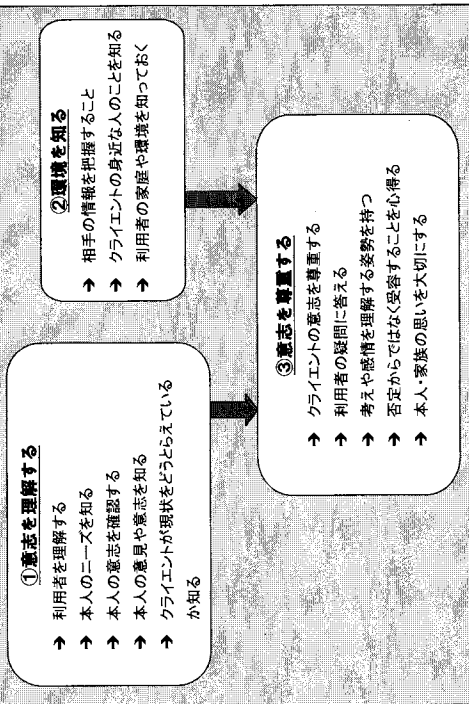 ①意志を理解する
→ 利用者を理解する
→ 本人のニーズを知る
→ 本人の意志を確認する
→ 本人の意見や意志を知る
→ クライエントが現状をどうとらえている
か知る
②環境を知る
→ 相手の情報を把握すること
→ クライエントの身近な人のことを知る
→ 利用者の家庭や環境を知っておく
③意志を尊重する
→ クライエントの意志を尊重する
→ 利用者の疑問に答える
→ 考えや感情を理解する姿勢を持つ
→ 否定からではなく受容することを心得る
→ 本人・家族の思いを大切にする